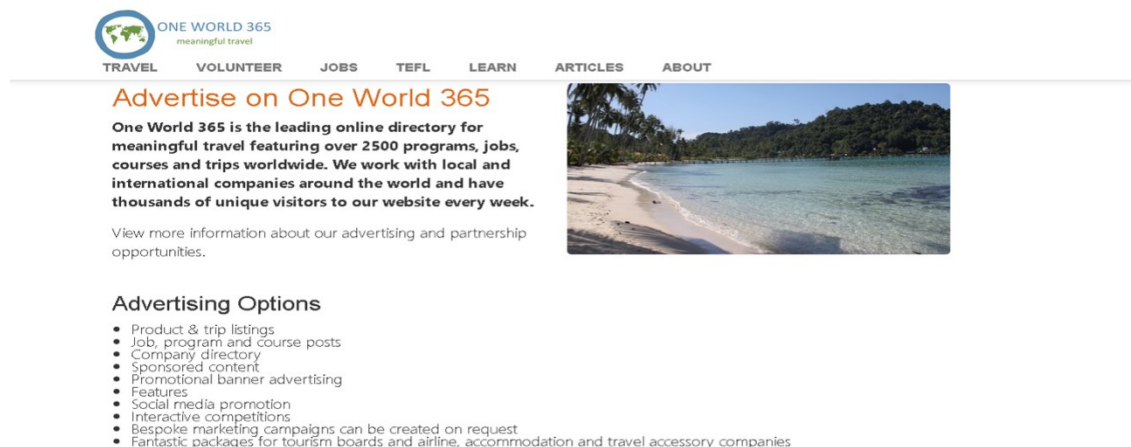 ONE WORLD 365
meaningful travel
TRAVEL VOLUNTEER JOBS TEFL LEARN ARTICLES ABOUT
Advertise on One World 365
One World 365 is the leading online directory for
meaningful travel featuring over 2500 programs, jobs,
courses and trips worldwide. We work with local and
international companies around the world and have
thousands of unique visitors to our website every week.
View more information about our advertising and partnership
opportunities.
Advertising Options
• Product & trip listings
• Job, program and course posts
• Company directory
• Sponsored content
• Promotional banner advertising
• Features
• Social media promotion
• Interactive competitions
• Bespoke marketing campaigns can be created on request
• Fantastic packages for tourism boards and airline, accommodation and travel accessory companies